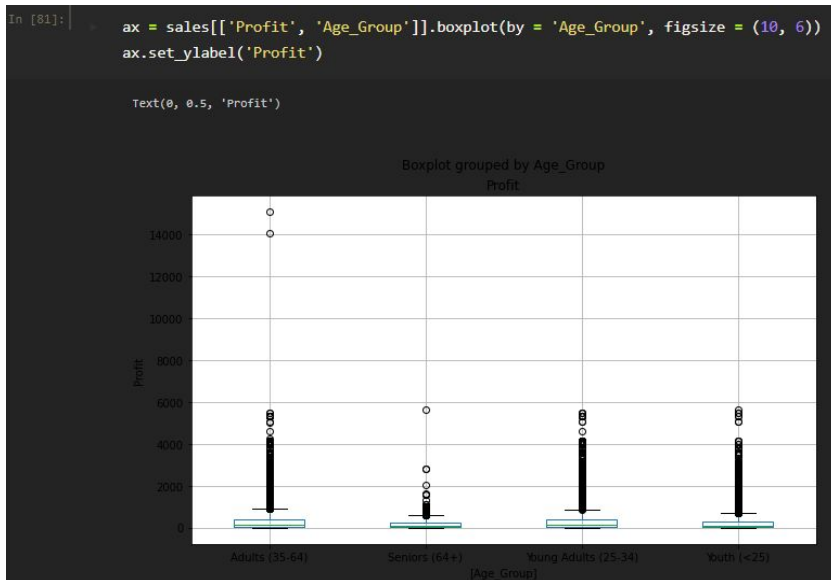 In [81]:
ax = sales[['Profit', 'Age_Group']].boxplot(by = 'Age_Group', figsize = (10, 6))
ax.set_ylabel('Profit')
Text(0, 0.5, 'Profit')
Boxplot grouped by Age_Group
Profit
14000
12000
10000
8000
6000
4000
2000
0
Profit
Adults (35-64) Seniors (64+) Young Adults (25-34) Youth (<25)
[Age_Group]